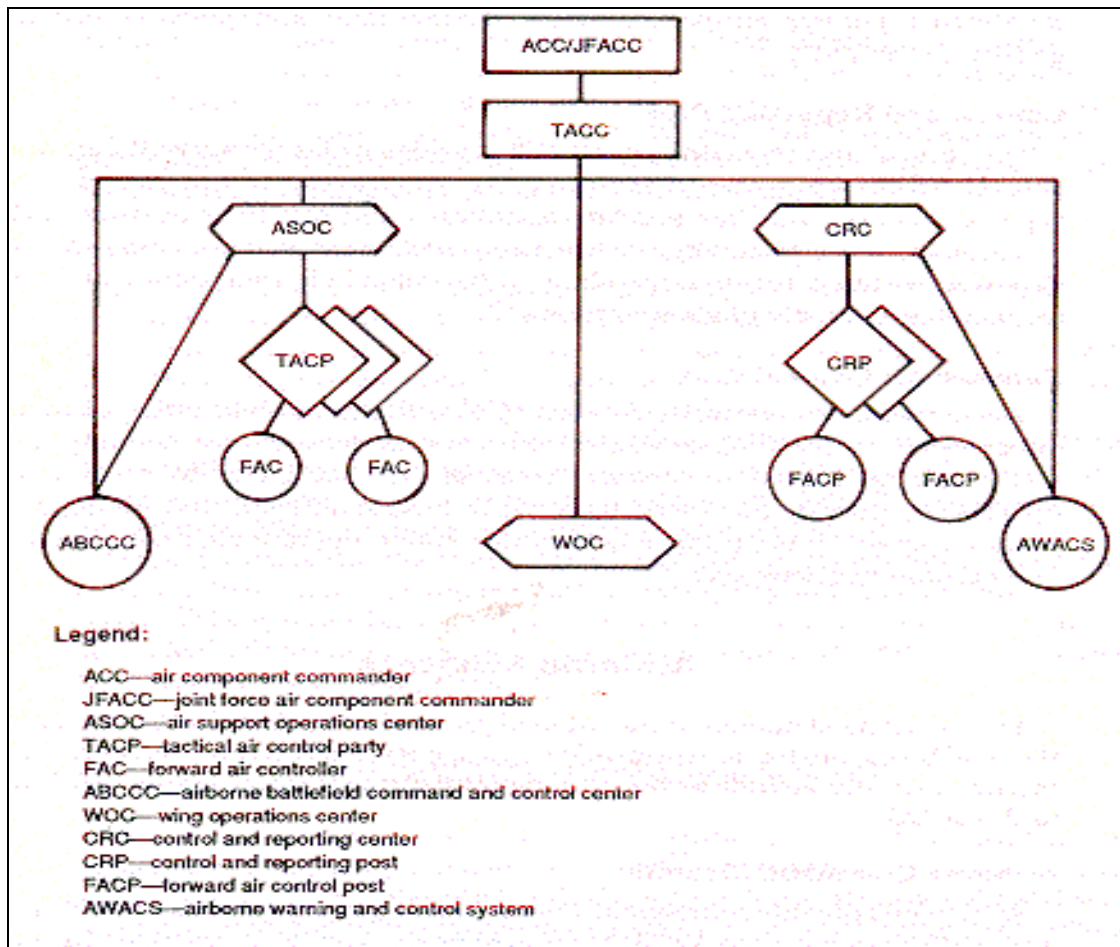 ACC/JFACC
TACC
ASOC
CRC
TACP
CRP
FAC
FAC
FACP
FACP
ABCCC
WOC
AWACS
Legend:
ACC—air component commander
JFACC—joint force air component commander
ASOC—air support operations center
TACP—tactical air control party
FAC—forward air controller
ABCCC—airborne battlefield command and control center
WOC—wing operations center
CRC—control and reporting center
CRP—control and reporting post
FACP—forward air control post
AWACS—airborne warning and control system